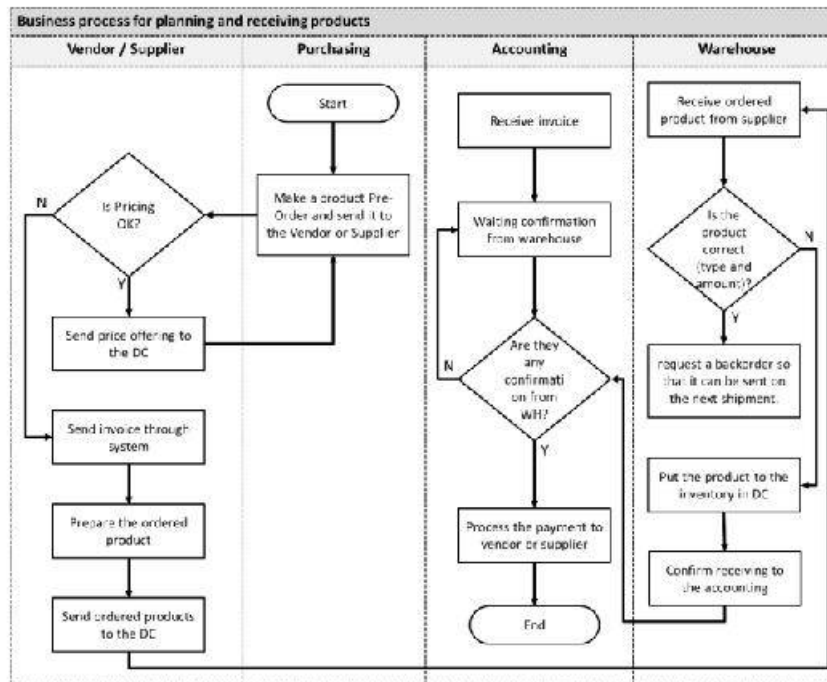 Business process for planning and receiving products
Vendor / Supplier
Purchasing
Accounting
Warehouse
Start
Make a product Pre-
Order and send it to
the Vendor or Supplier
Is Pricing
OK?
N
Y
Send price offering to
the DC
Send invoice through
system
Prepare the ordered
product
Send ordered products
to the DC
Receive invoice
Waiting confirmation
from warehouse
Are they
any
confirmati
on from
WH?
N
Y
Process the payment to
vendor or supplier
End
Receive ordered
product from supplier
Is the
product
correct
(type and
amount)?
N
Y
request a backorder so
that it can be sent on
the next shipment.
Put the product to the
inventory in DC
Confirm receiving to
the accounting